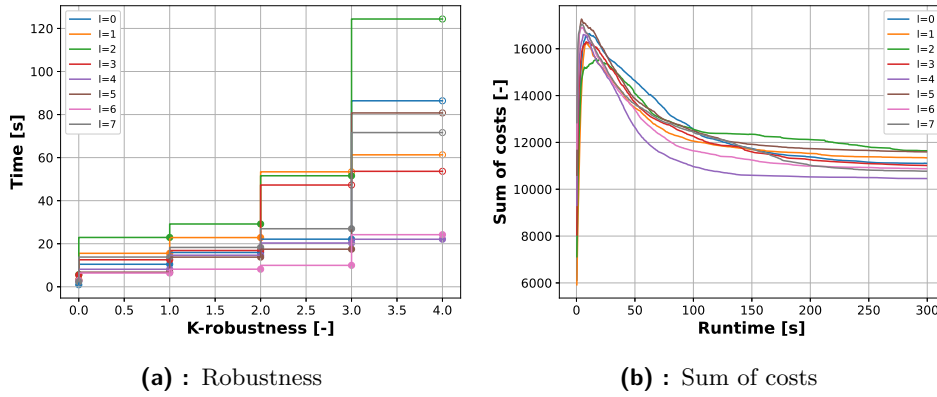 l=0
l=1
l=2
l=3
l=4
l=5
l=6
l=7
120
100
80
60
40
20
0
Time [s]
0.0 0.5 1.0 1.5 2.0 2.5 3.0 3.5 4.0
K-robustness [-]
(a) : Robustness
l=0
l=1
l=2
l=3
l=4
l=5
l=6
l=7
16000
14000
12000
10000
8000
6000
Sum of costs [-]
0 50 100 150 200 250 300
Runtime [s]
(b) : Sum of costs